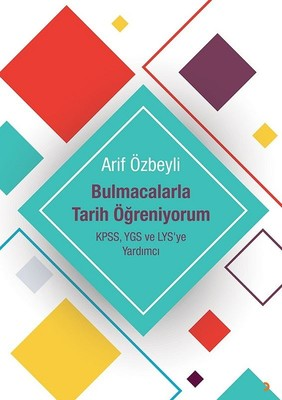 Arif Özbeyli
Bulmacalarla
Tarih Öğreniyorum
KPSS, YGS ve LYS'ye
Yardımcı